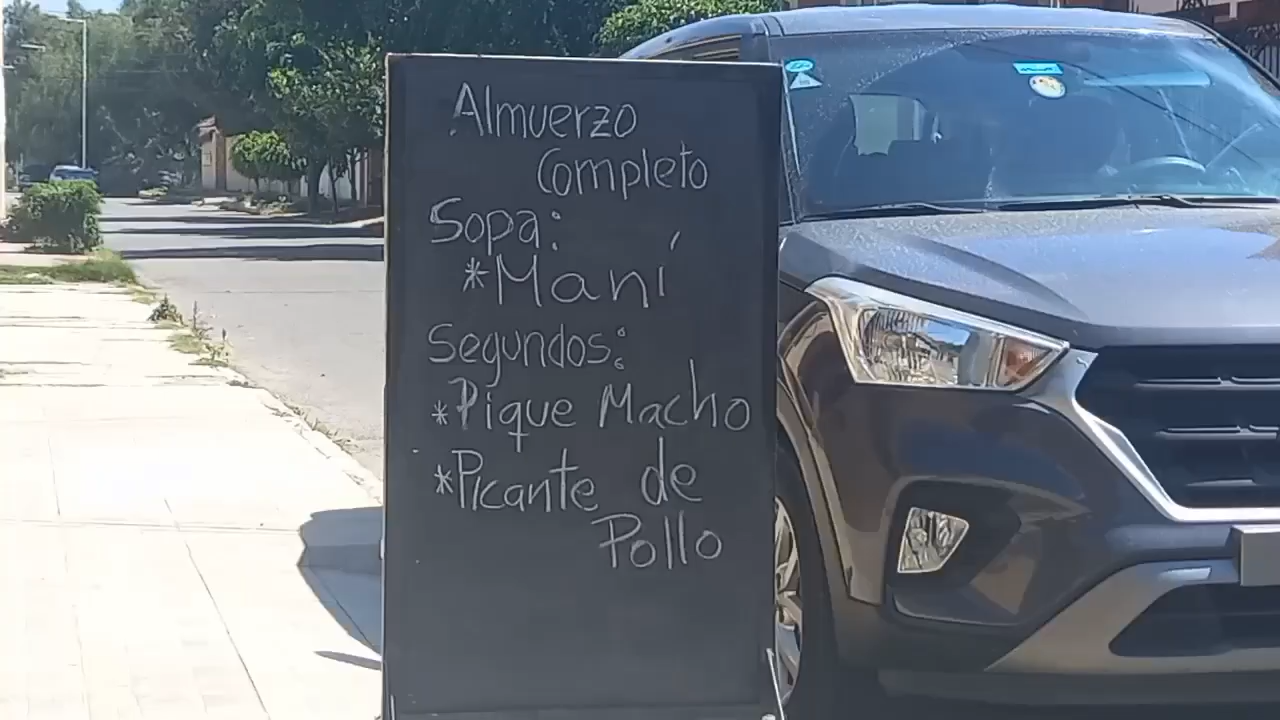 Almuerzo
Completo
Sopa:
*Maní
Segundos:
*Pique Macho
*Picante de
Pollo